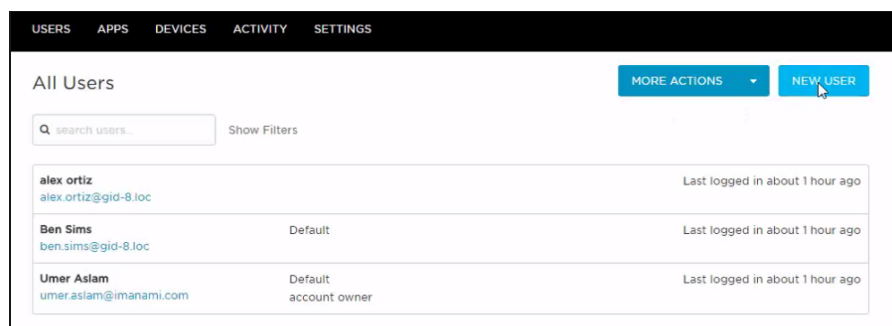 USERS APPS DEVICES ACTIVITY SETTINGS
All Users
MORE ACTIONS NEW USER
search users... Show Filters
alex ortiz Last logged in about 1 hour ago
alex.ortiz@gid-8.loc
Ben Sims Default Last logged in about 1 hour ago
ben.sims@gid-8.loc
Umer Aslam Default Last logged in about 1 hour ago
umer.aslam@imanami.com account owner